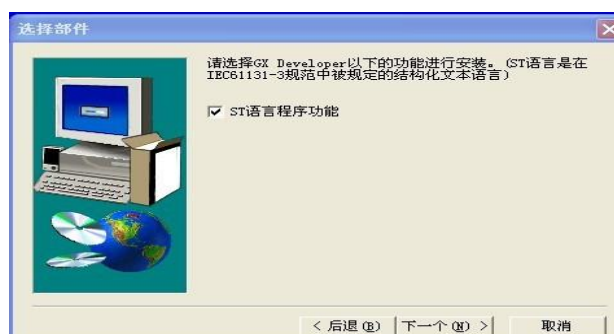 选择部件
请选择GX Developer以下的功能进行安装。(ST语言是在
IEC61131-3规范中被规定的结构化文本语言)
ST语言程序功能
< 后退(B)
下一个(N) >
取消